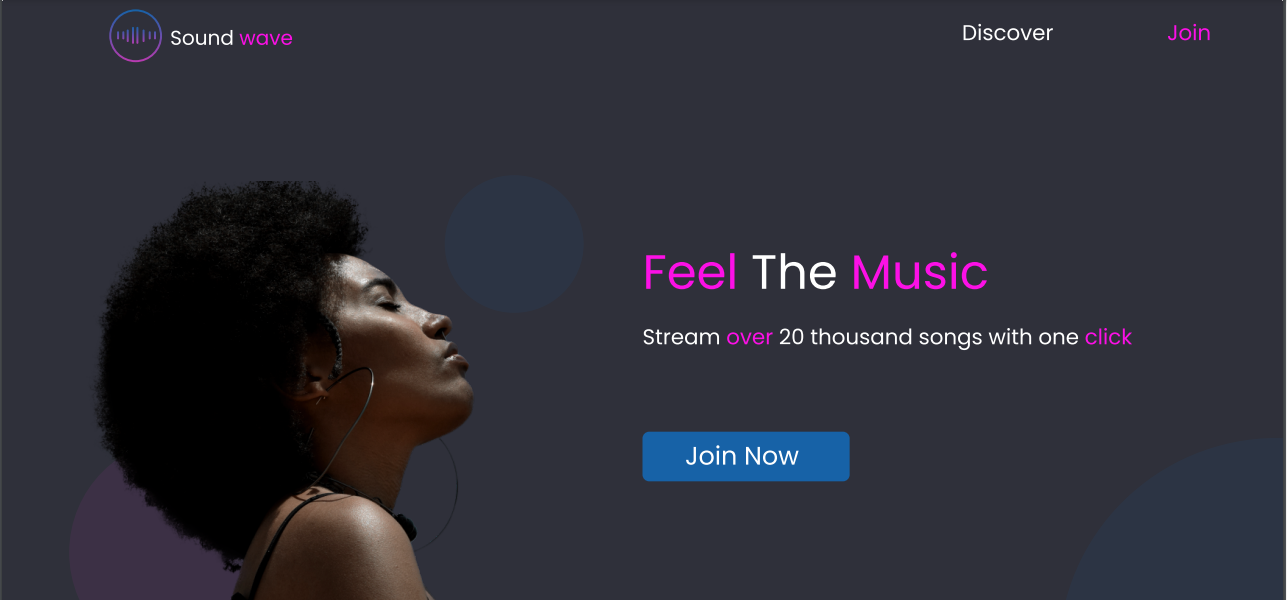 Sound wave
Discover
Join
Feel The Music
Stream over 20 thousand songs with one click
Join Now